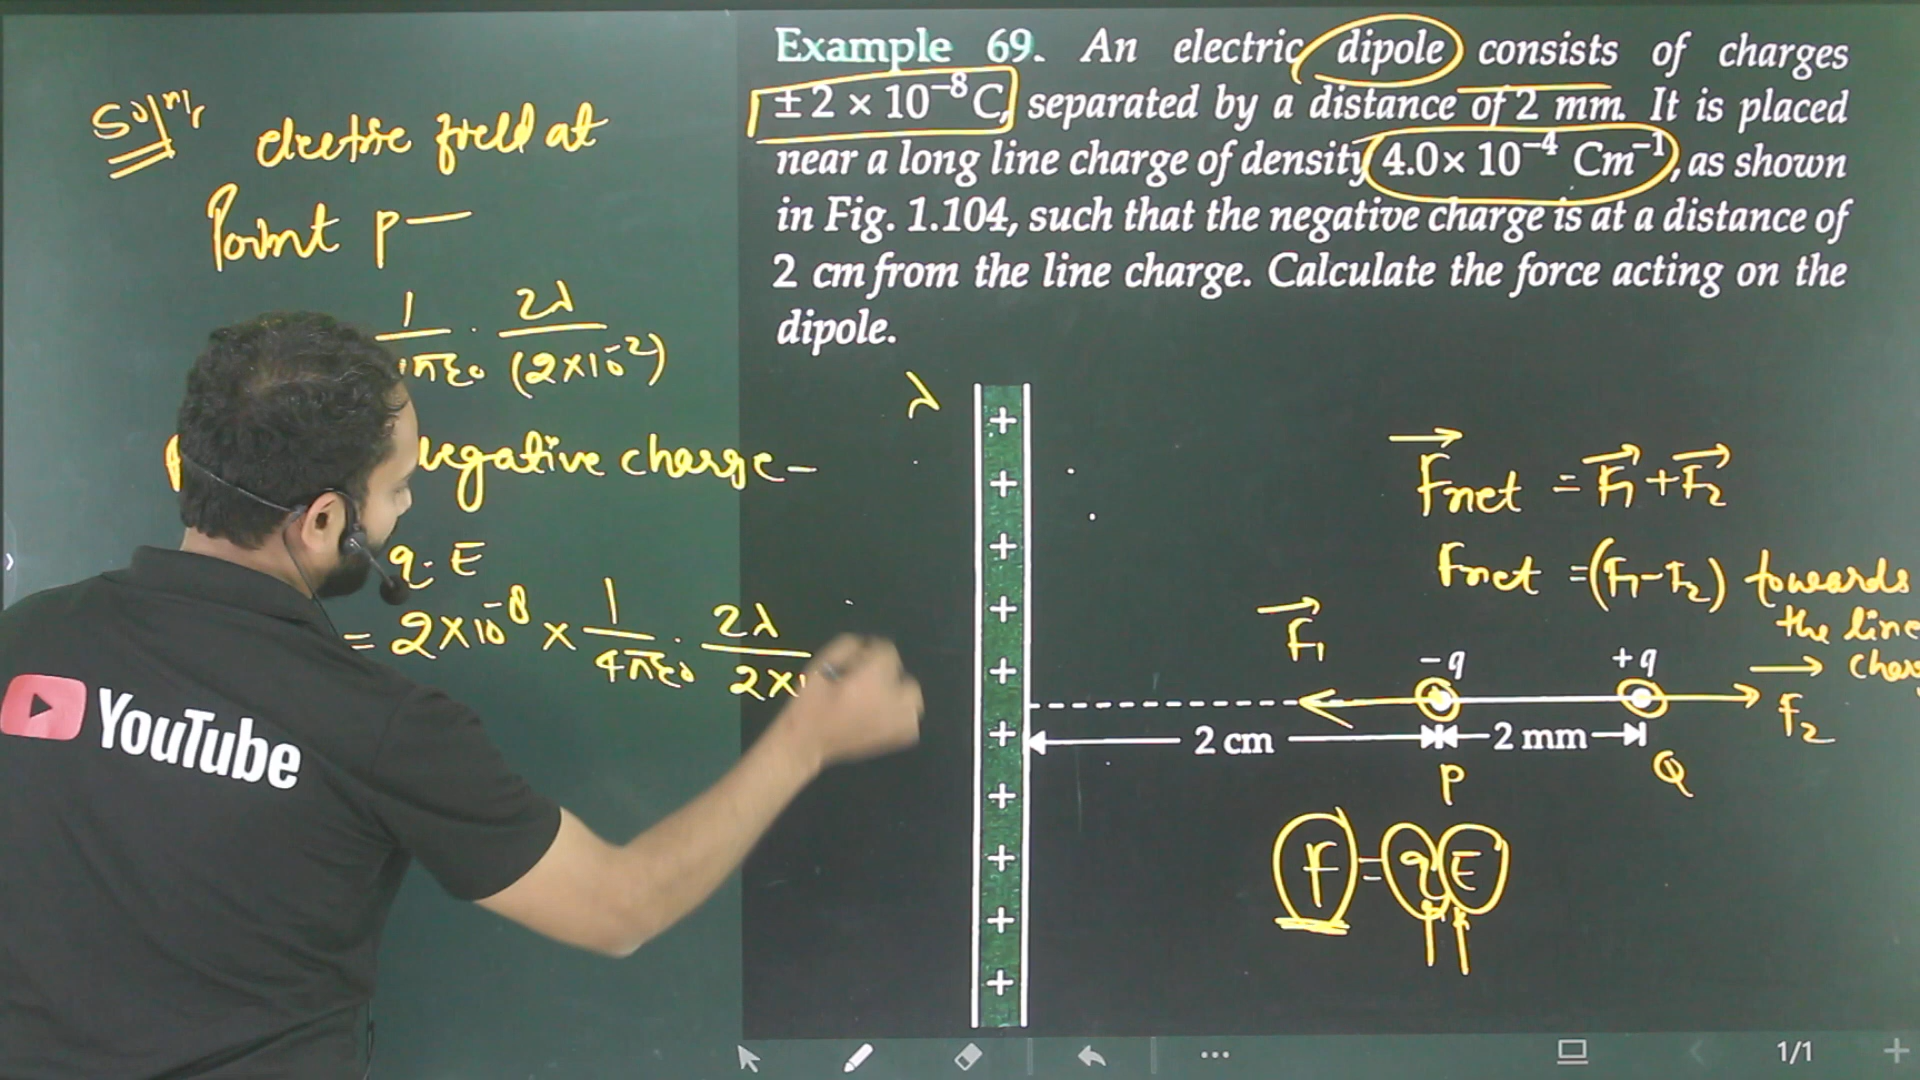 Soln:
electric field at
Point P —
1/4πε₀ · 2λ/(2×10⁻²)
negative charge –
q. E
= 2×10⁻⁸ × 1/4πε₀ · 2λ/2×
YouTube
Example 69. An electric dipole consists of charges
± 2 × 10⁻⁸ C, separated by a distance of 2 mm. It is placed
near a long line charge of density 4.0× 10⁻⁴ Cm⁻¹, as shown
in Fig. 1.104, such that the negative charge is at a distance of
2 cm from the line charge. Calculate the force acting on the
dipole.
λ
+
+
+
+
+
+
+
+
+
+
F⃗net = F⃗₁ + F⃗₂
Fnet = (F₁-F₂) towards
the line
F⃗₁
-q
+q
F₂
2 cm
2 mm
P
Q
F = qE
1/1